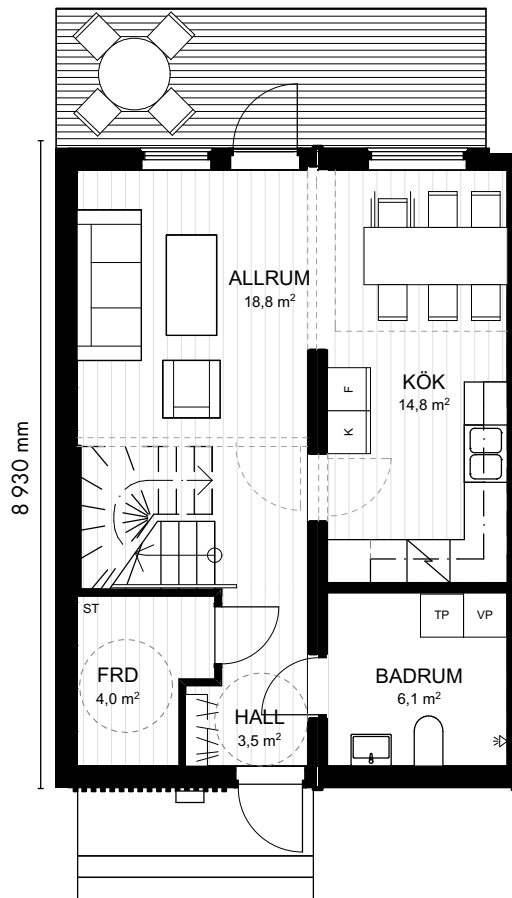 ALLRUM
18,8 m²
F
KÖK
14,8 m²
K
8 930 mm
ST
TP
VP
FRD
4,0 m²
BADRUM
6,1 m²
HALL
3,5 m²